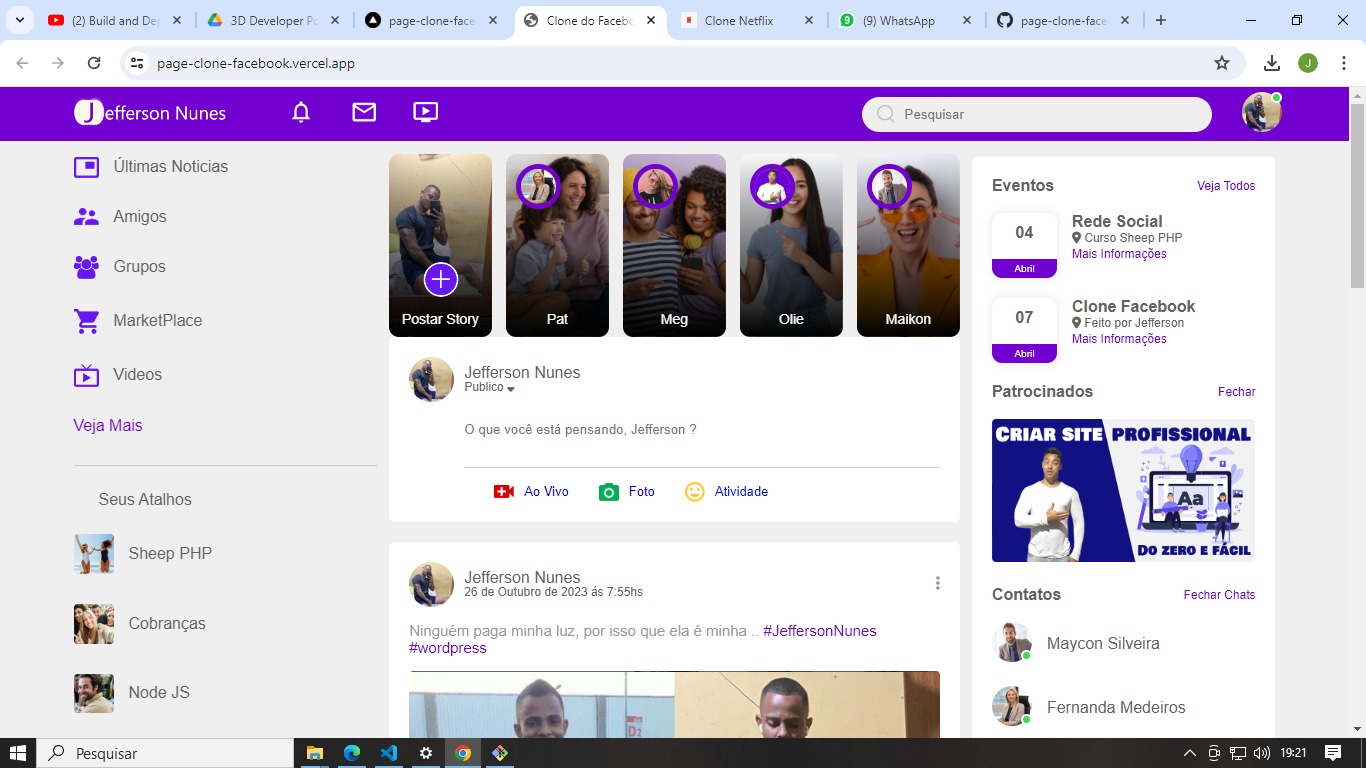 (2) Build and Dep
3D Developer Po
page-clone-face
Clone do Facebo
Clone Netflix
(9) WhatsApp
page-clone-face
page-clone-facebook.vercel.app
J
Jefferson Nunes
Pesquisar
Últimas Noticias
Amigos
Grupos
MarketPlace
Videos
Veja Mais
Seus Atalhos
Sheep PHP
Cobranças
Node JS
Postar Story
Pat
Meg
Olie
Maikon
Jefferson Nunes
Publico
O que você está pensando, Jefferson ?
Ao Vivo
Foto
Atividade
Jefferson Nunes
26 de Outubro de 2023 ás 7:55hs
Ninguém paga minha luz, por isso que ela é minha .. #JeffersonNunes
#wordpress
Eventos
Veja Todos
04
Abril
Rede Social
Curso Sheep PHP
Mais Informações
07
Abril
Clone Facebook
Feito por Jefferson
Mais Informações
Patrocinados
Fechar
CRIAR SITE PROFISSIONAL
Aa
DO ZERO E FÁCIL
Contatos
Fechar Chats
Maycon Silveira
Fernanda Medeiros
Pesquisar
19:21